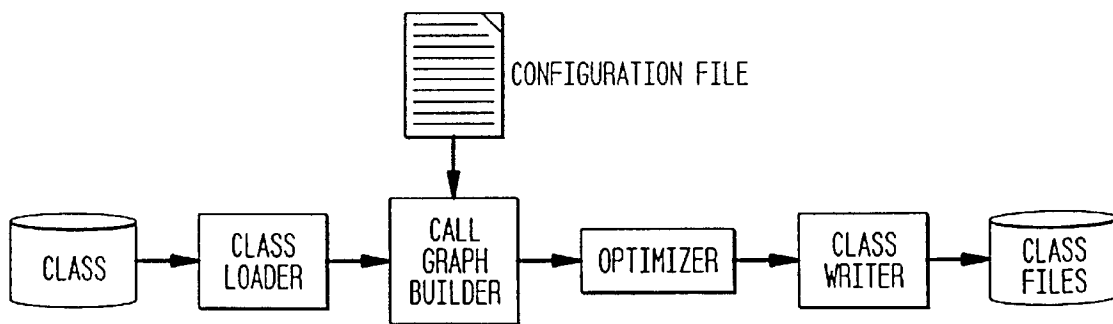 CONFIGURATION FILE
CLASS
CLASS
LOADER
CALL
GRAPH
BUILDER
OPTIMIZER
CLASS
WRITER
CLASS
FILES